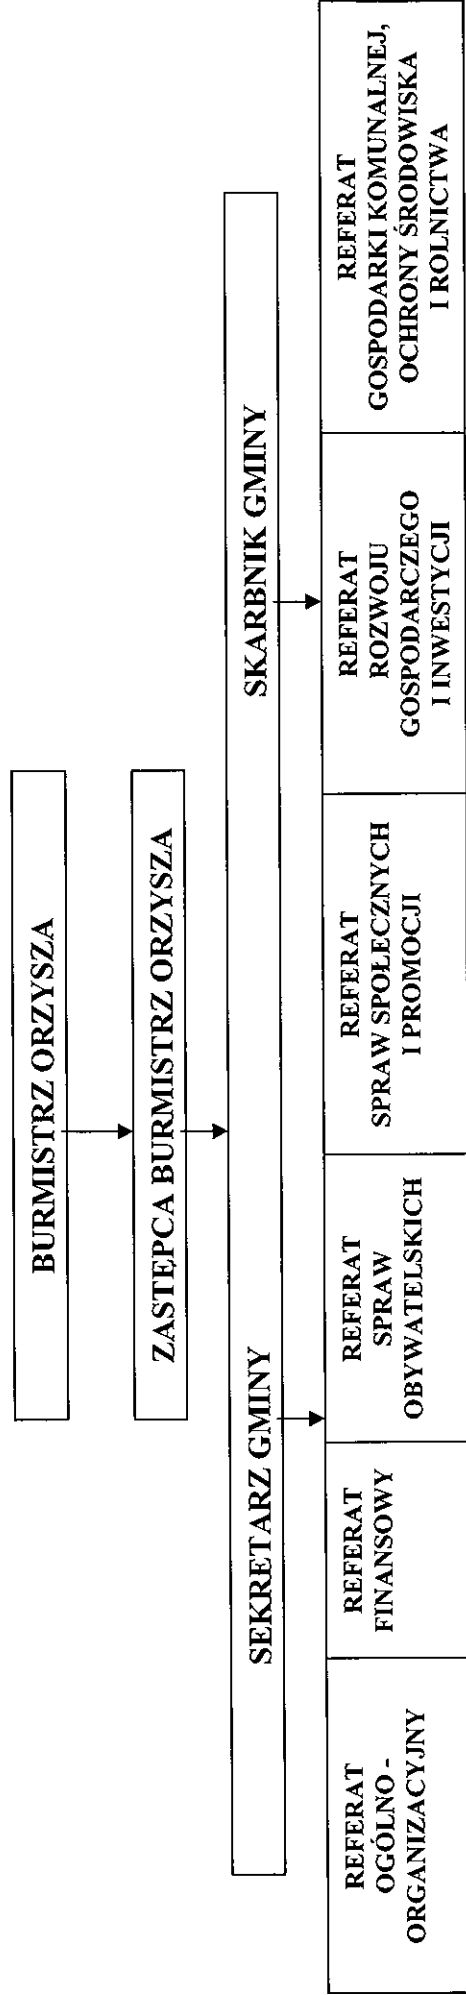 BURMISTRZ ORZYSZA
ZASTĘPCA BURMISTRZ ORZYSZA
SEKRETARZ GMINY
SKARBNIK GMINY
REFERAT
OGÓLNO -
ORGANIZACYJNY
REFERAT
FINANSOWY
REFERAT
SPRAW
OBYWATELSKICH
REFERAT
SPRAW SPOŁECZNYCH
I PROMOCJI
REFERAT
ROZWOJU
GOSPODARCZEGO
I INWESTYCJI
REFERAT
GOSPODARKI KOMUNALNEJ,
OCHRONY ŚRODOWISKA
I ROLNICTWA